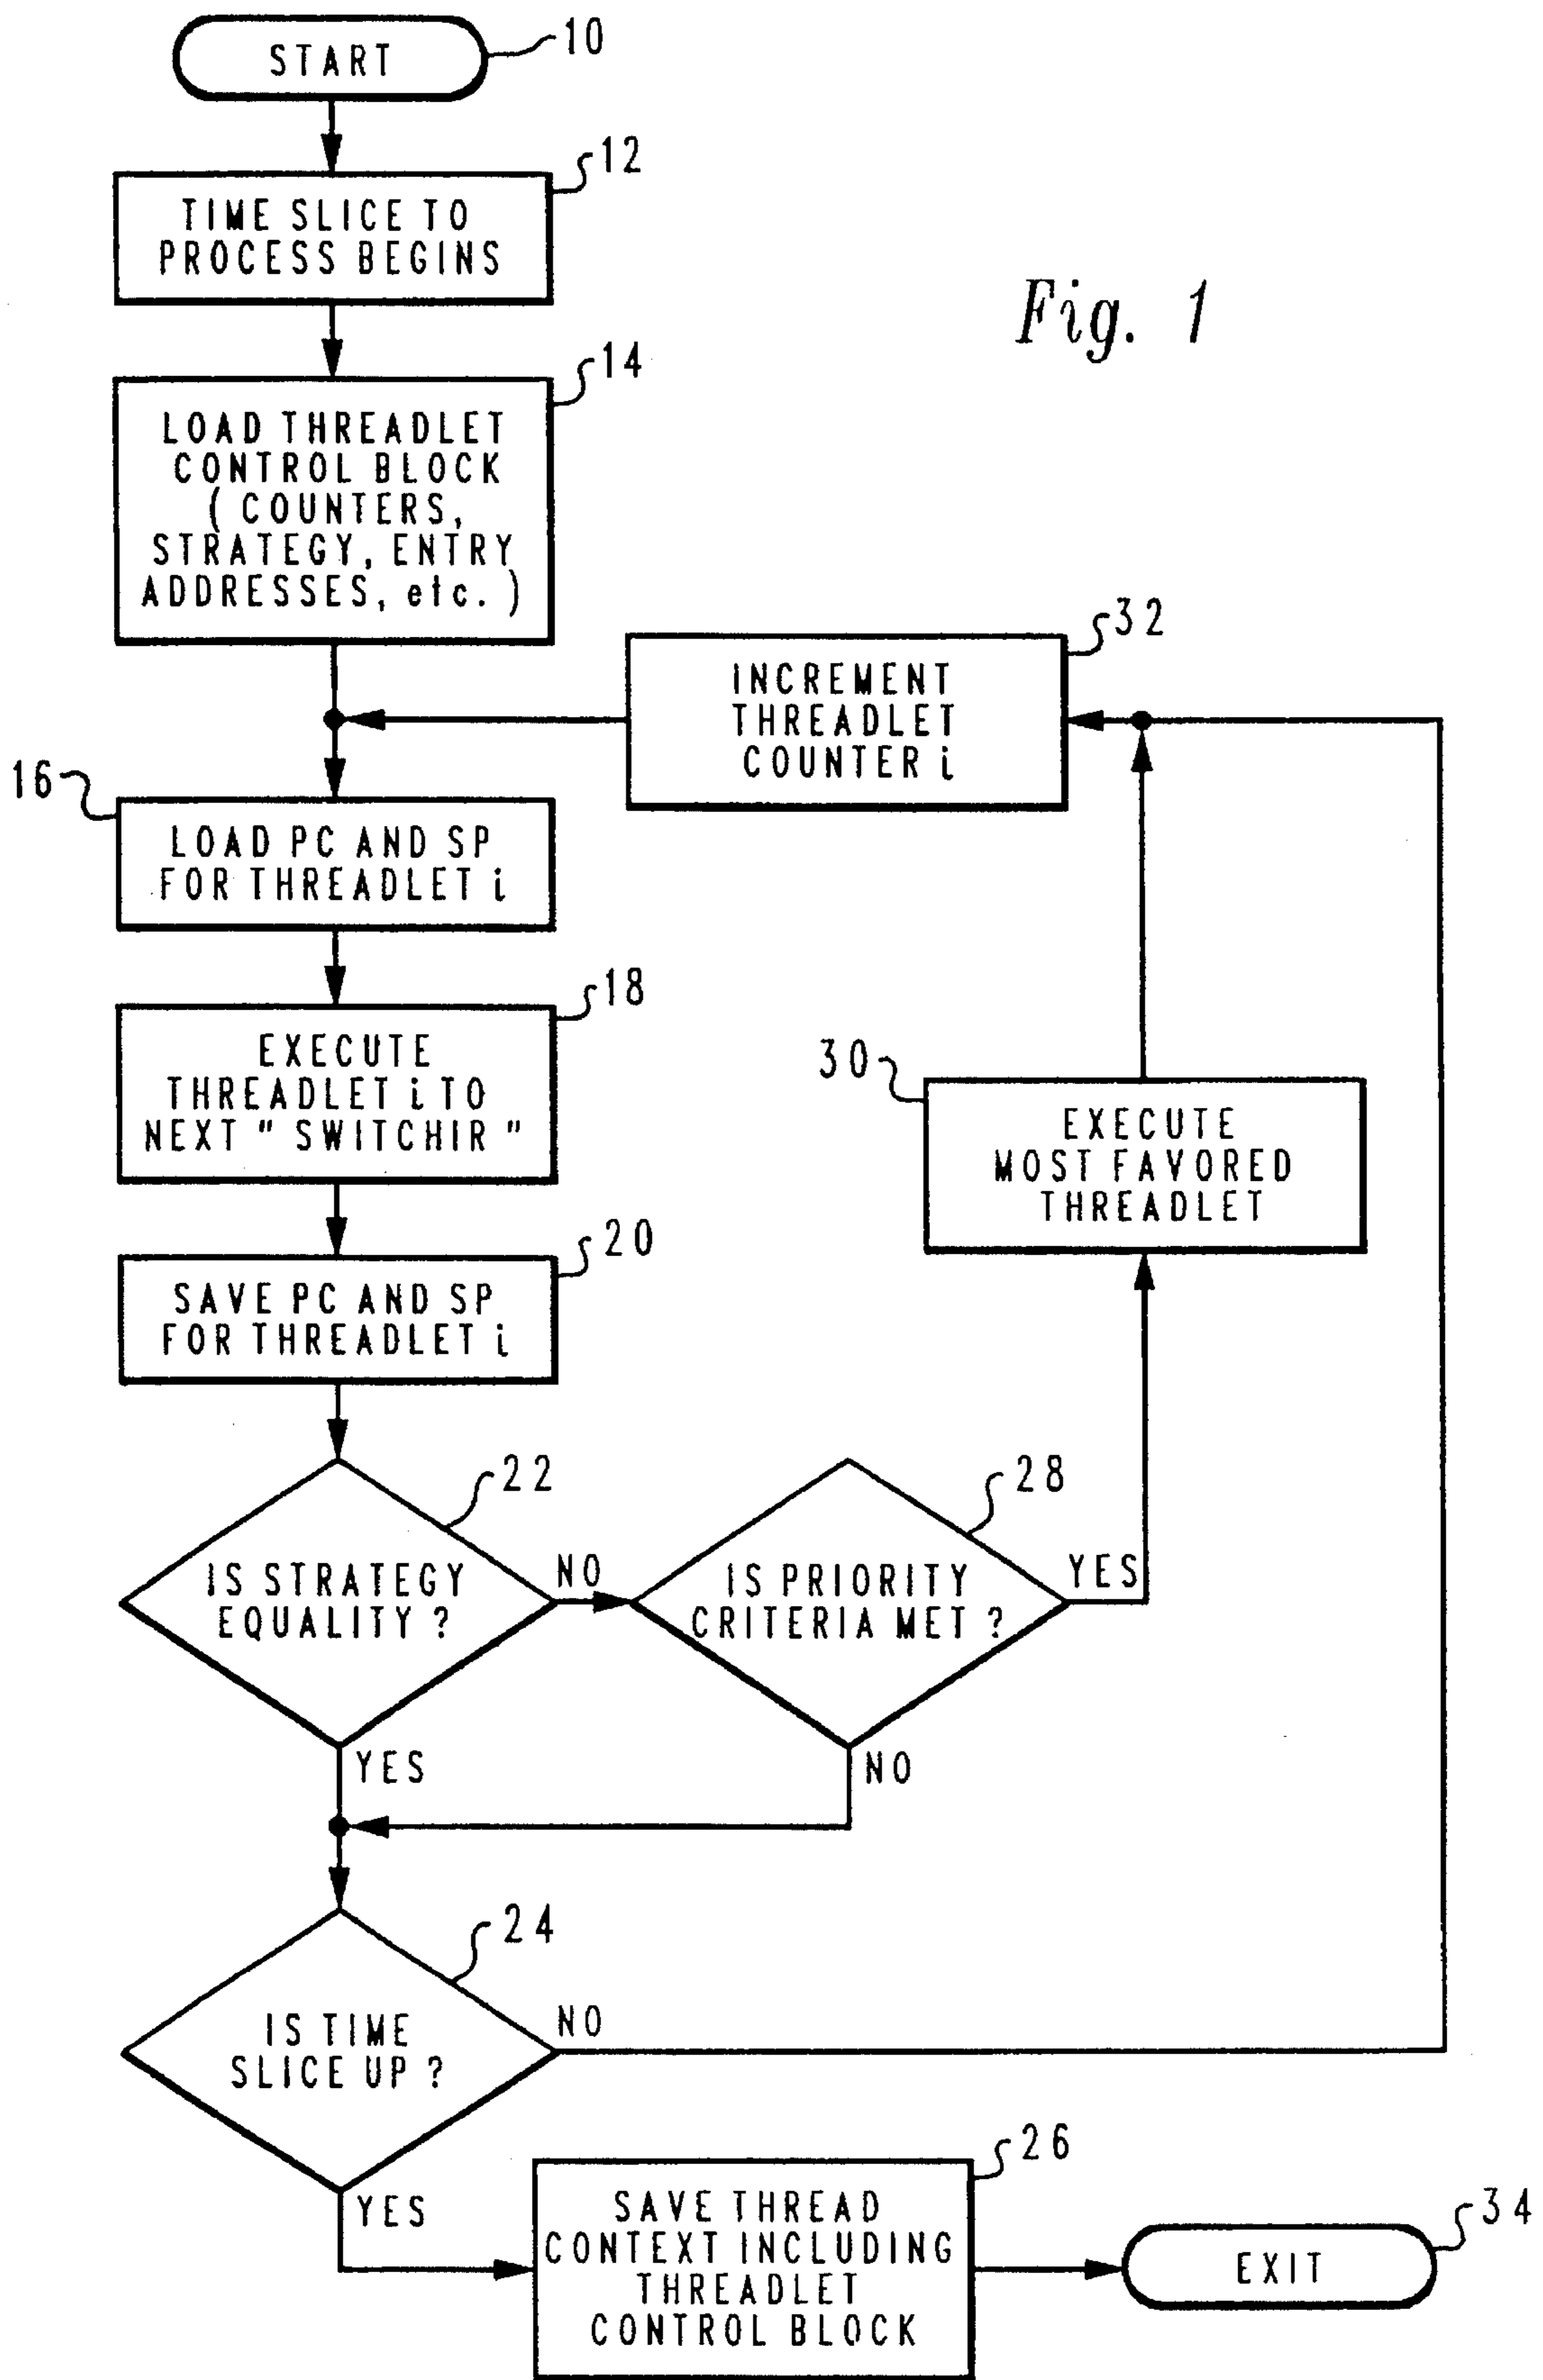 START
10
12
TIME SLICE TO
PROCESS BEGINS
Fig. 1
14
LOAD THREADLET
CONTROL BLOCK
( COUNTERS,
STRATEGY, ENTRY
ADDRESSES, etc. )
32
INCREMENT
THREADLET
COUNTER i
16
LOAD PC AND SP
FOR THREADLET i
18
EXECUTE
THREADLET i TO
NEXT " SWITCHIR "
30
EXECUTE
MOST FAVORED
THREADLET
20
SAVE PC AND SP
FOR THREADLET i
22
IS STRATEGY
EQUALITY ?
NO
28
IS PRIORITY
CRITERIA MET ?
YES
YES
NO
24
IS TIME
SLICE UP ?
NO
YES
26
SAVE THREAD
CONTEXT INCLUDING
THREADLET
CONTROL BLOCK
34
EXIT